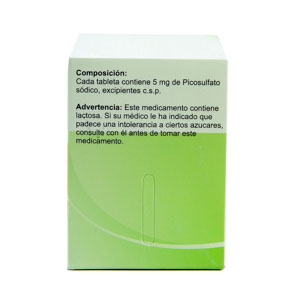 Composición:
Cada tableta contiene 5 mg de Picosulfato
sódico, excipientes c.s.p.
Advertencia: Este medicamento contiene
lactosa. Si su médico le ha indicado que
padece una intolerancia a ciertos azucares,
consulte con él antes de tomar este
medicamento.